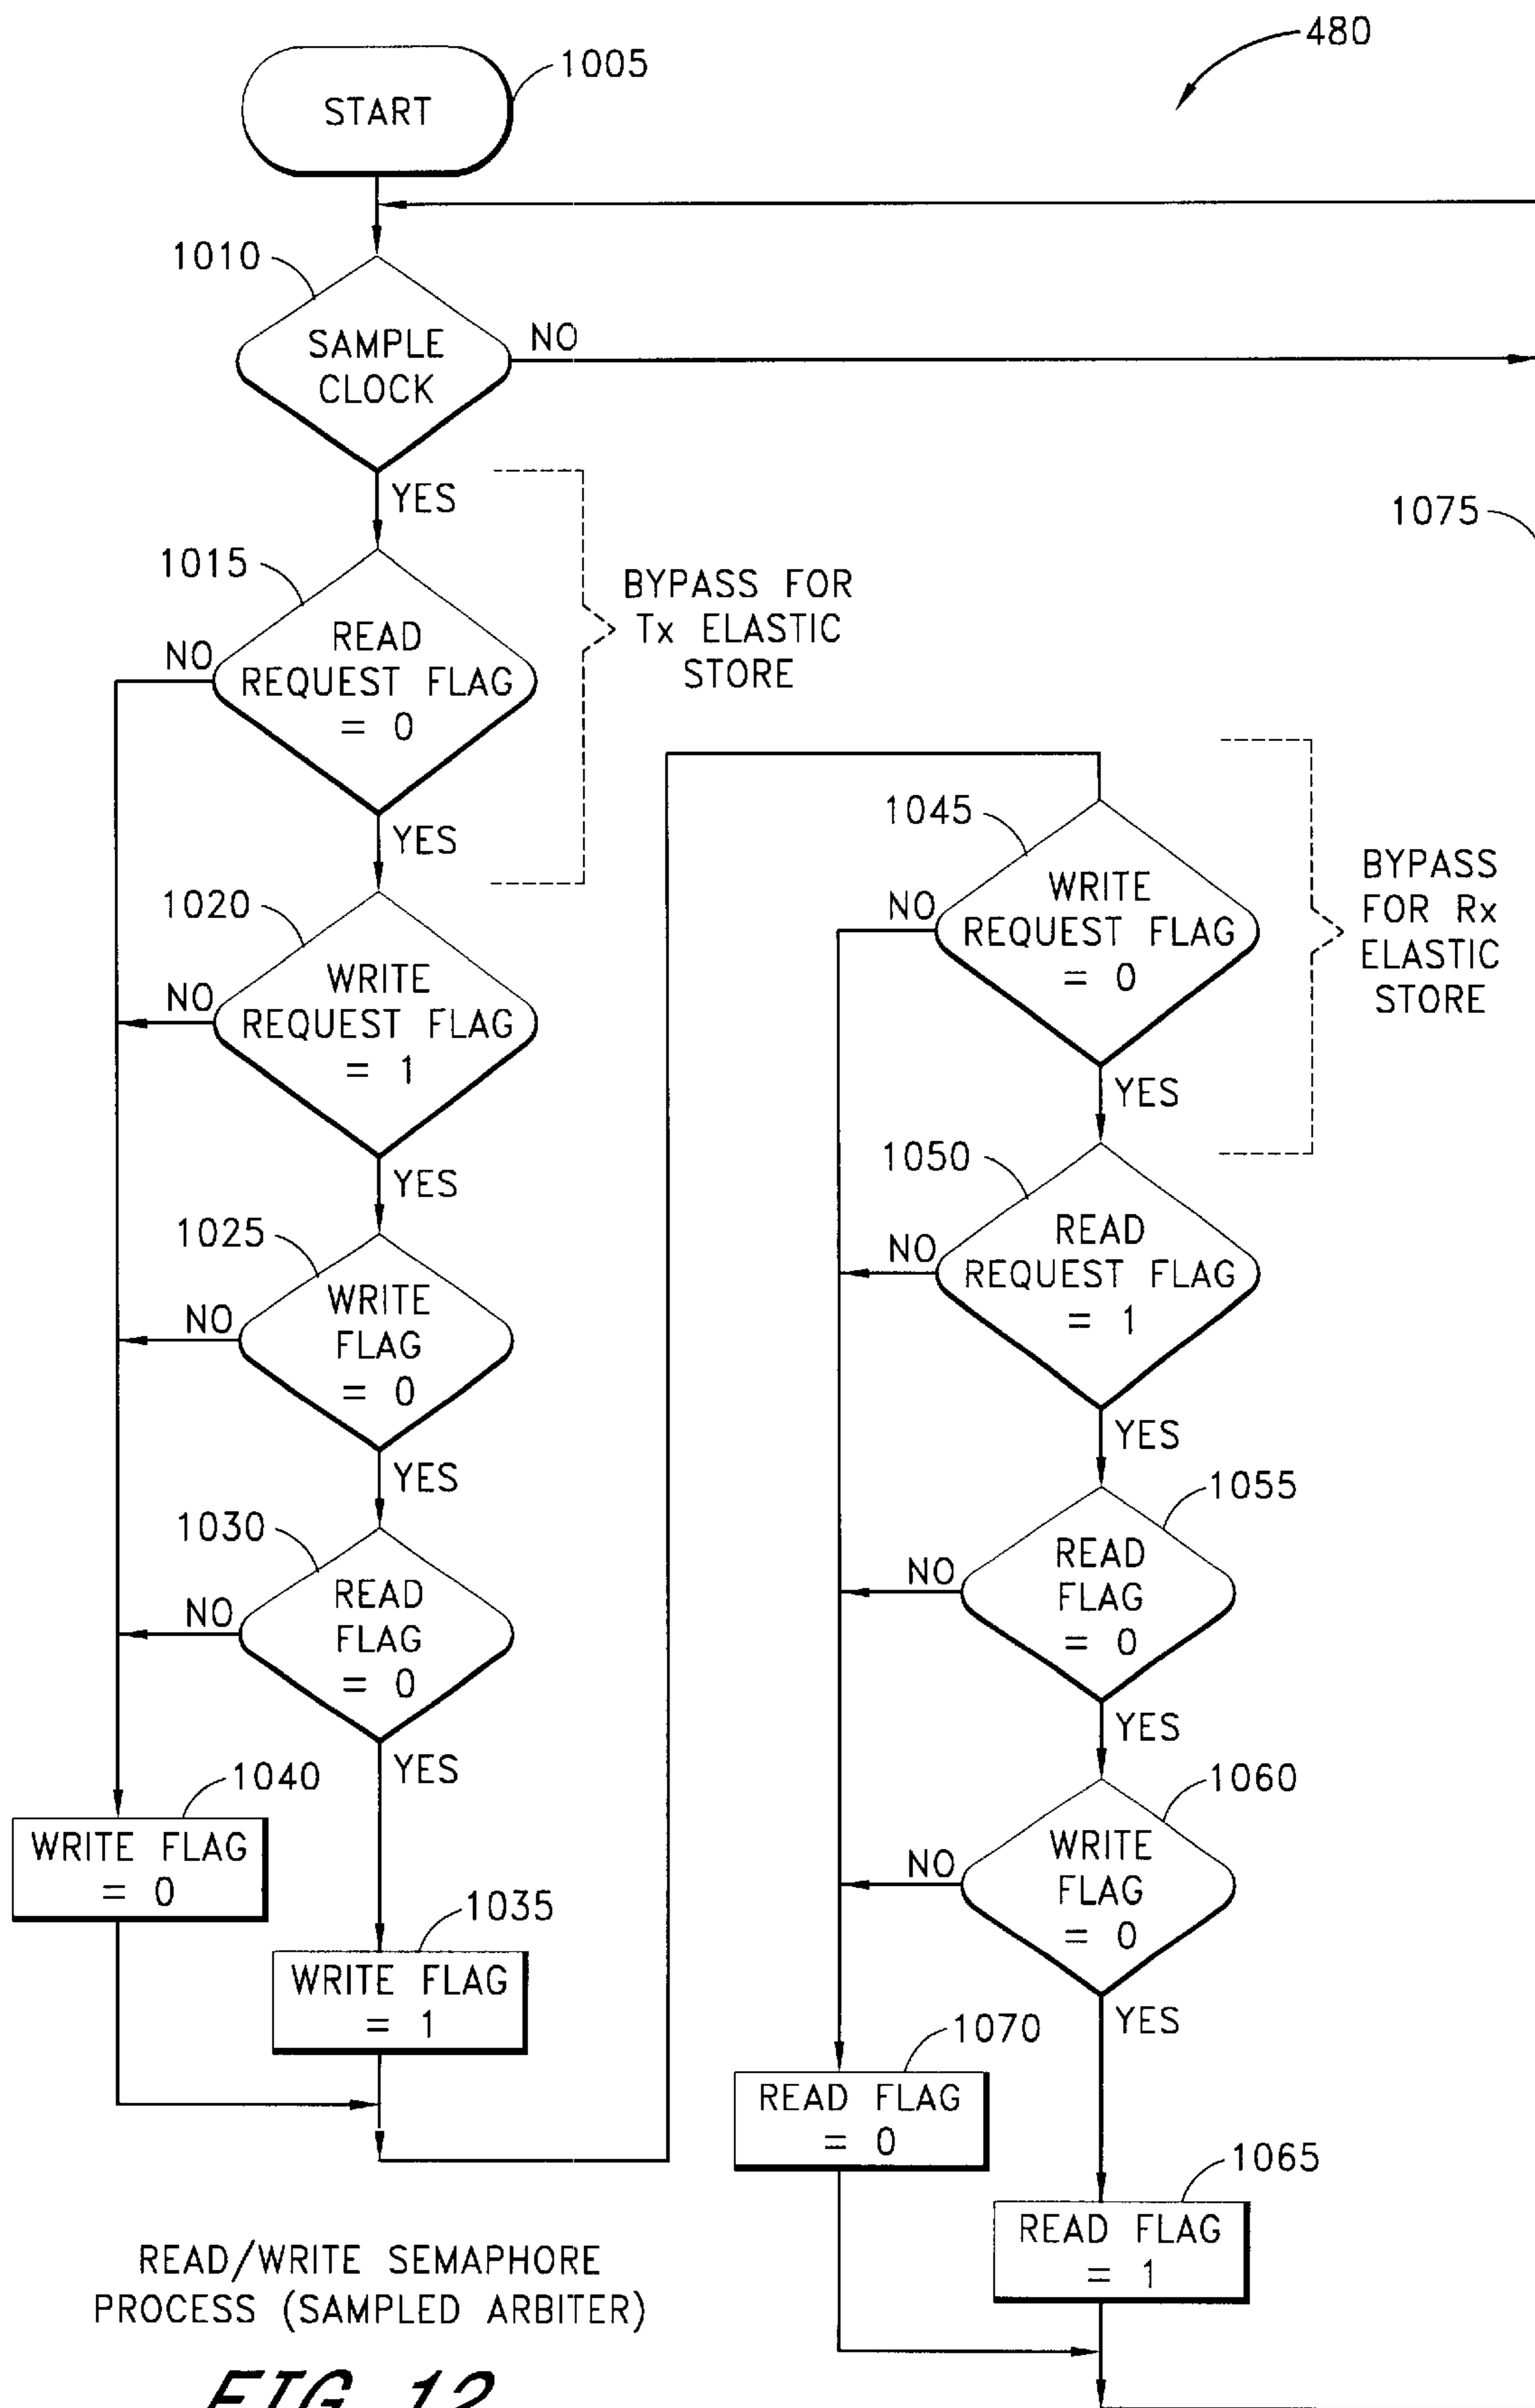 480
START
1005
1010
SAMPLE
CLOCK
NO
YES
1015
READ
REQUEST FLAG
= 0
NO
YES
BYPASS FOR
Tx ELASTIC
STORE
1020
WRITE
REQUEST FLAG
= 1
NO
YES
1025
WRITE
FLAG
= 0
NO
YES
1030
READ
FLAG
= 0
NO
YES
1040
WRITE FLAG
= 0
1035
WRITE FLAG
= 1
1075
1045
WRITE
REQUEST FLAG
= 0
NO
YES
BYPASS
FOR Rx
ELASTIC
STORE
1050
READ
REQUEST FLAG
= 1
NO
YES
1055
READ
FLAG
= 0
NO
YES
1060
WRITE
FLAG
= 0
NO
YES
1070
READ FLAG
= 0
1065
READ FLAG
= 1
READ/WRITE SEMAPHORE
PROCESS (SAMPLED ARBITER)
FIG. 12